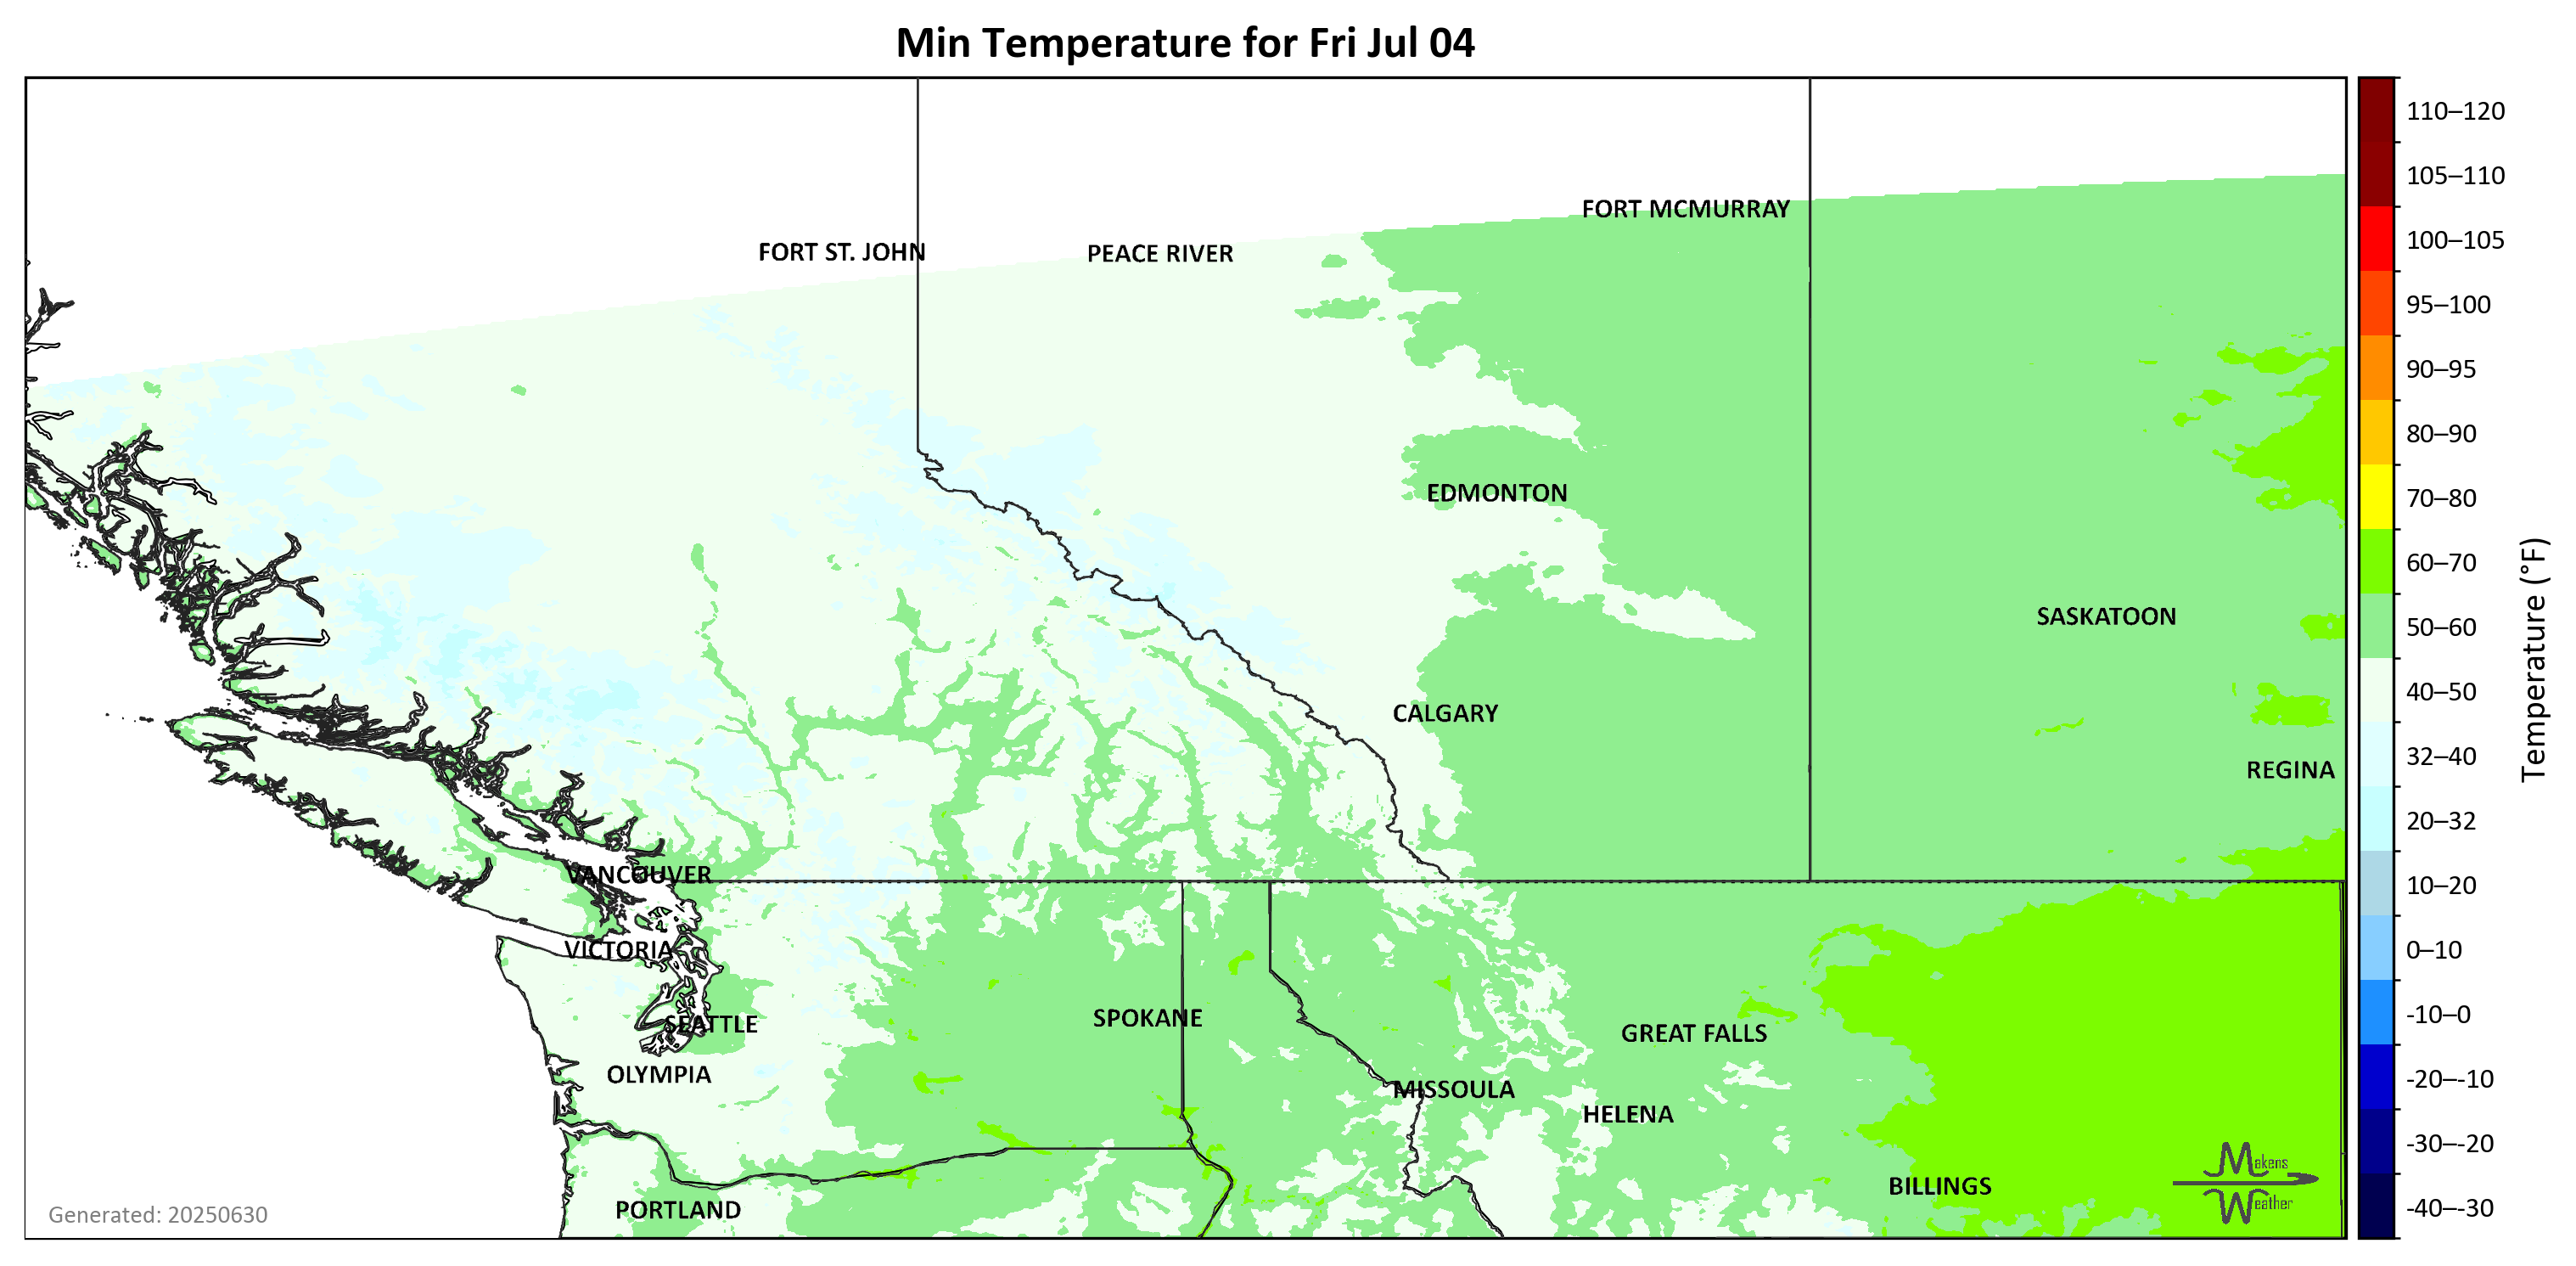 Min Temperature for Fri Jul 04
FORT MCMURRAY
FORT ST. JOHN
PEACE RIVER
EDMONTON
SASKATOON
CALGARY
REGINA
VANCOUVER
VICTORIA
SPOKANE
SEATTLE
GREAT FALLS
OLYMPIA
MISSOULA
HELENA
BILLINGS
PORTLAND
Makens
Weather
Generated: 20250630
110–120
105–110
100–105
95–100
90–95
80–90
70–80
60–70
50–60
40–50
32–40
20–32
10–20
0–10
-10–0
-20–-10
-30–-20
-40–-30
Temperature (°F)